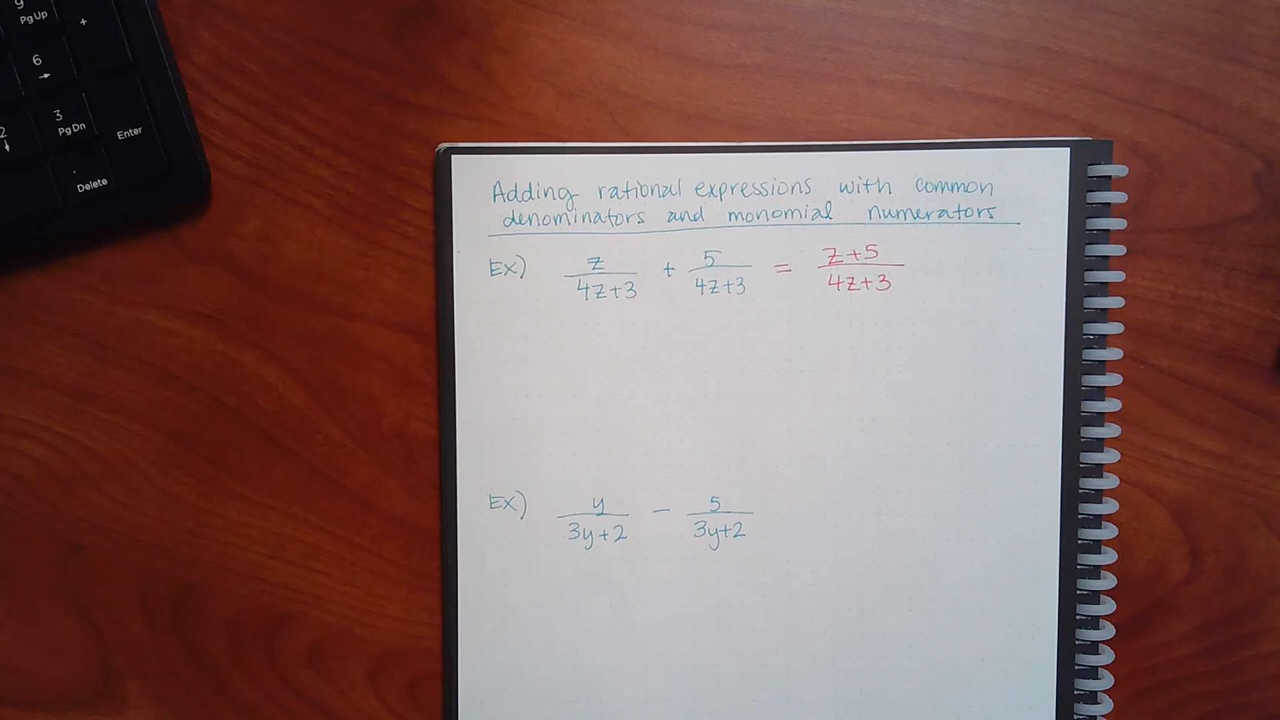 9
PgUp
+
6
→
3
PgDn
2
↓
Enter
.
Delete
Adding rational expressions with common
denominators and monomial numerators
Ex) z/(4z+3) + 5/(4z+3) = (z+5)/(4z+3)
Ex) y/(3y+2) - 5/(3y+2)